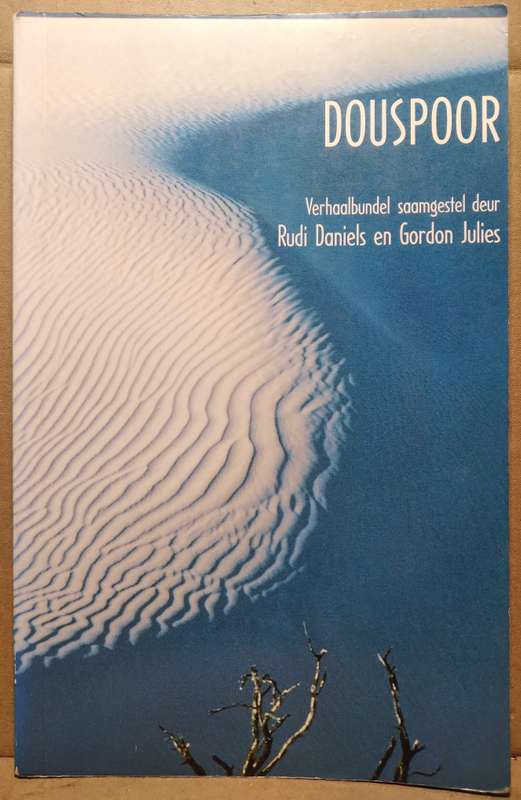 DOUSPOOR
Verhaalbundel saamgestel deur
Rudi Daniels en Gordon Julies